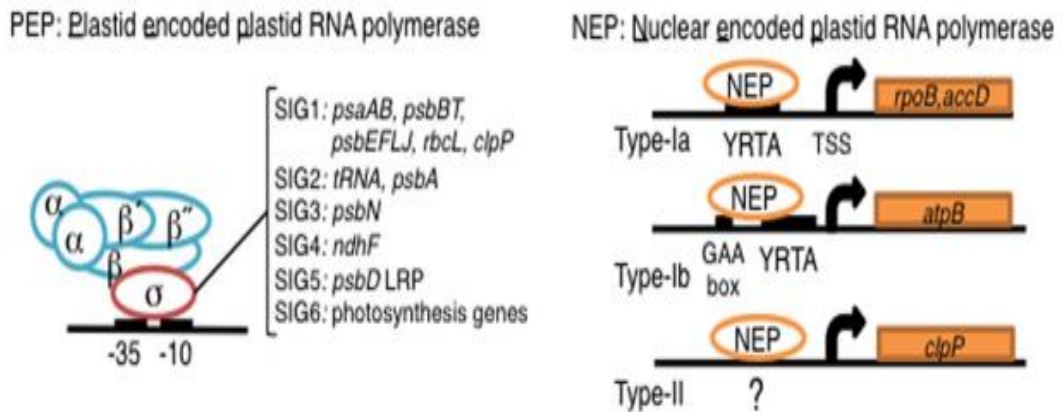 PEP: Plastid encoded plastid RNA polymerase
SIG1: psaAB, psbBT,
psbEFLJ, rbcL, clpP
SIG2: tRNA, psbA
SIG3: psbN
SIG4: ndhF
SIG5: psbD LRP
SIG6: photosynthesis genes
α
α
β′
β″
β
σ
-35 -10
NEP: Nuclear encoded plastid RNA polymerase
NEP
rpoB,accD
Type-Ia YRTA TSS
NEP
atpB
Type-Ib GAA box YRTA
NEP
clpP
Type-II ?